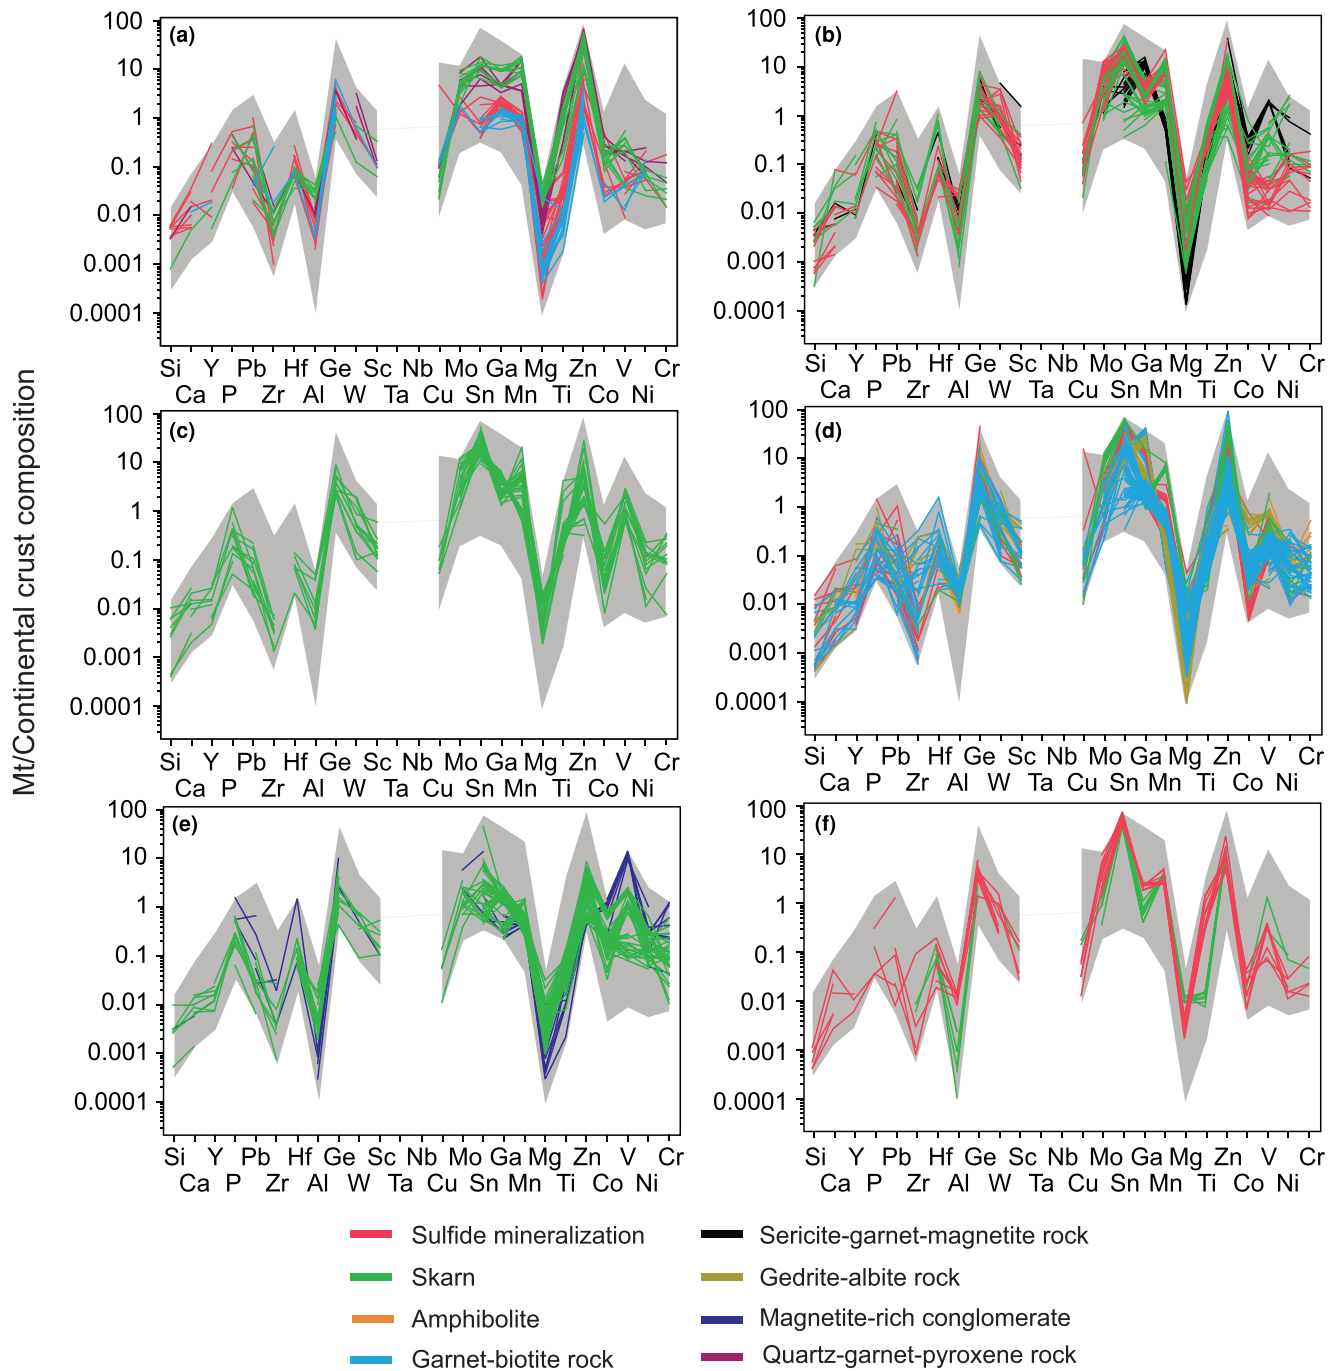 Mt/Continental crust composition
(a)
100
10
1
0.1
0.01
0.001
0.0001
Si Y Pb Hf Ge Sc Nb Mo Ga Mg Zn V Cr
Ca P Zr Al W Ta Cu Sn Mn Ti Co Ni
(b)
100
10
1
0.1
0.01
0.001
0.0001
Si Y Pb Hf Ge Sc Nb Mo Ga Mg Zn V Cr
Ca P Zr Al W Ta Cu Sn Mn Ti Co Ni
(c)
100
10
1
0.1
0.01
0.001
0.0001
Si Y Pb Hf Ge Sc Nb Mo Ga Mg Zn V Cr
Ca P Zr Al W Ta Cu Sn Mn Ti Co Ni
(d)
100
10
1
0.1
0.01
0.001
0.0001
Si Y Pb Hf Ge Sc Nb Mo Ga Mg Zn V Cr
Ca P Zr Al W Ta Cu Sn Mn Ti Co Ni
(e)
100
10
1
0.1
0.01
0.001
0.0001
Si Y Pb Hf Ge Sc Nb Mo Ga Mg Zn V Cr
Ca P Zr Al W Ta Cu Sn Mn Ti Co Ni
(f)
100
10
1
0.1
0.01
0.001
0.0001
Si Y P Hf Ge Sc Nb Cu Sn Mn Ti Co Ni
Ca Pb Zr Al W Ta Mo Ga Mg Zn V Cr
Sulfide mineralization
Skarn
Amphibolite
Garnet-biotite rock
Sericite-garnet-magnetite rock
Gedrite-albite rock
Magnetite-rich conglomerate
Quartz-garnet-pyroxene rock